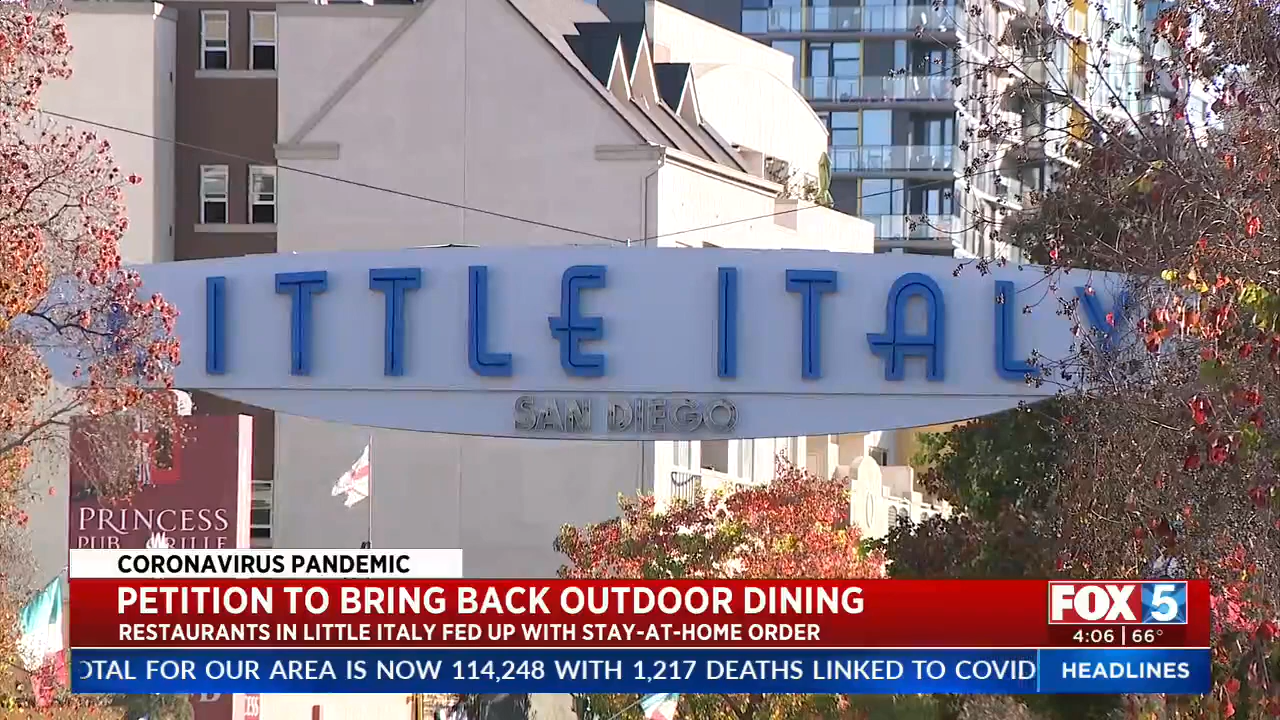 LITTLE ITALY
SAN DIEGO
PRINCESS
PUB GRILLE
CORONAVIRUS PANDEMIC
PETITION TO BRING BACK OUTDOOR DINING
RESTAURANTS IN LITTLE ITALY FED UP WITH STAY-AT-HOME ORDER
FOX 5
4:06 | 66°
OTAL FOR OUR AREA IS NOW 114,248 WITH 1,217 DEATHS LINKED TO COVID
HEADLINES